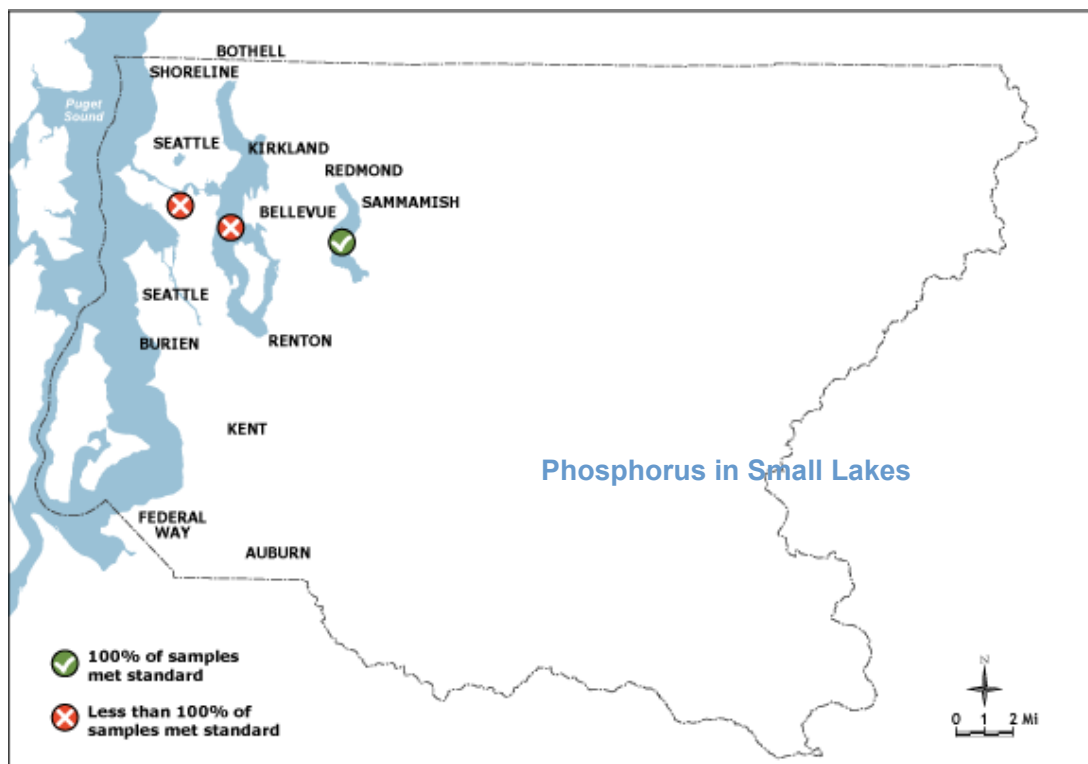 BOTHELL
SHORELINE
Puget
Sound
SEATTLE
KIRKLAND
REDMOND
SAMMAMISH
BELLEVUE
SEATTLE
BURIEN
RENTON
KENT
Phosphorus in Small Lakes
FEDERAL
WAY
AUBURN
100% of samples
met standard
Less than 100% of
samples met standard
N
0 1 2 Mi